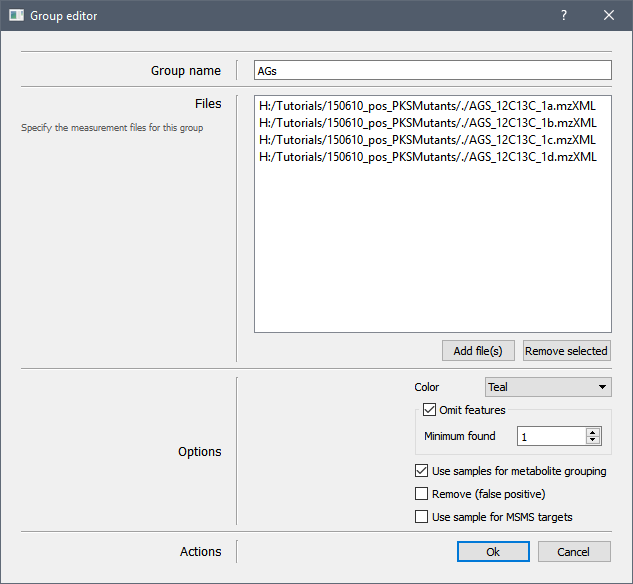 Group editor
Group name
AGs
Files
Specify the measurement files for this group
H:/Tutorials/150610_pos_PKSMutants/./AGS_12C13C_1a.mzXML
H:/Tutorials/150610_pos_PKSMutants/./AGS_12C13C_1b.mzXML
H:/Tutorials/150610_pos_PKSMutants/./AGS_12C13C_1c.mzXML
H:/Tutorials/150610_pos_PKSMutants/./AGS_12C13C_1d.mzXML
Add file(s)
Remove selected
Options
Color
Teal
Omit features
Minimum found
1
Use samples for metabolite grouping
Remove (false positive)
Use sample for MSMS targets
Actions
Ok
Cancel